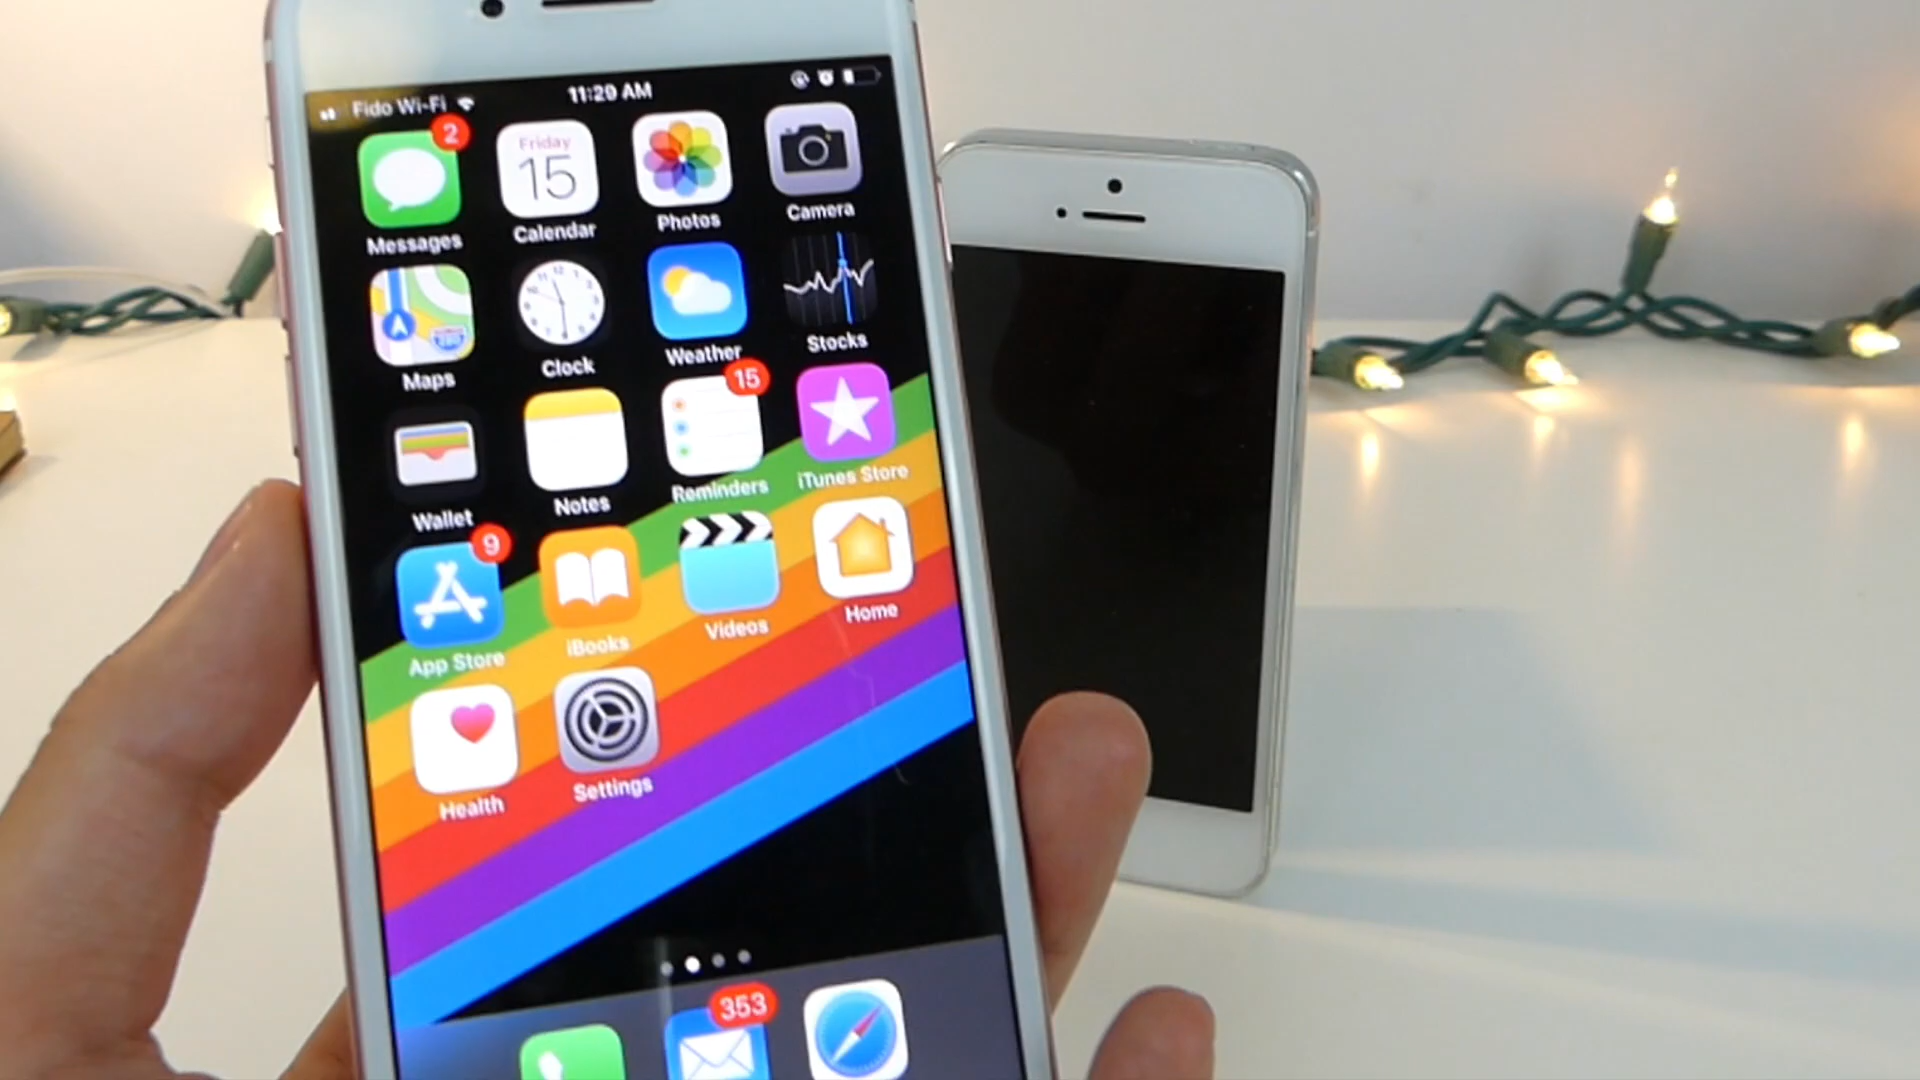 Fido Wi-Fi 11:29 AM
2
Friday
15
Messages Calendar Photos Camera
Maps Clock Weather Stocks
15
Wallet Notes Reminders iTunes Store
9
App Store iBooks Videos Home
Health Settings
353